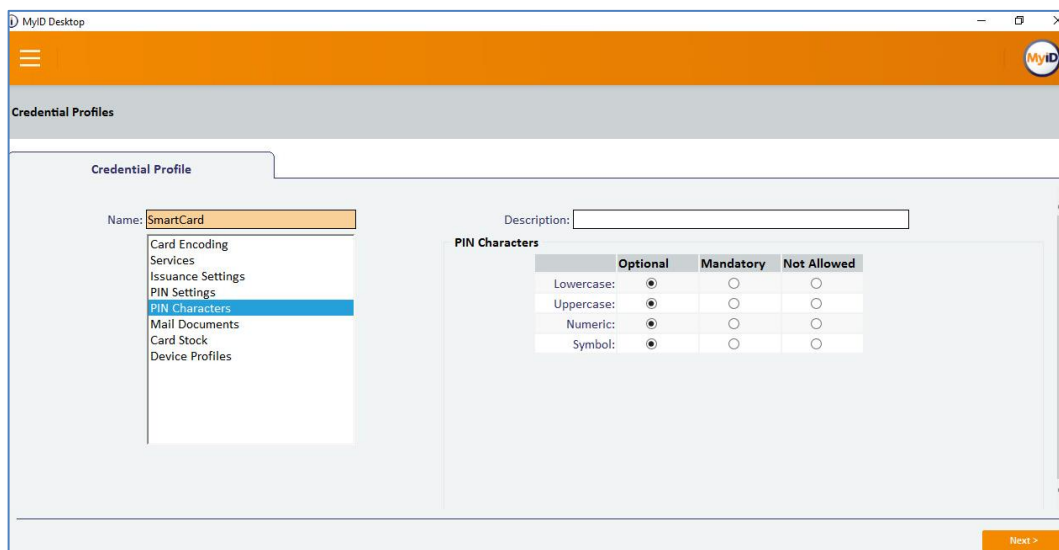 MyID Desktop
MyiD
Credential Profiles
Credential Profile
Name: SmartCard
Card Encoding
Services
Issuance Settings
PIN Settings
PIN Characters
Mail Documents
Card Stock
Device Profiles
Description:
PIN Characters
Optional Mandatory Not Allowed
Lowercase:
Uppercase:
Numeric:
Symbol:
Next >